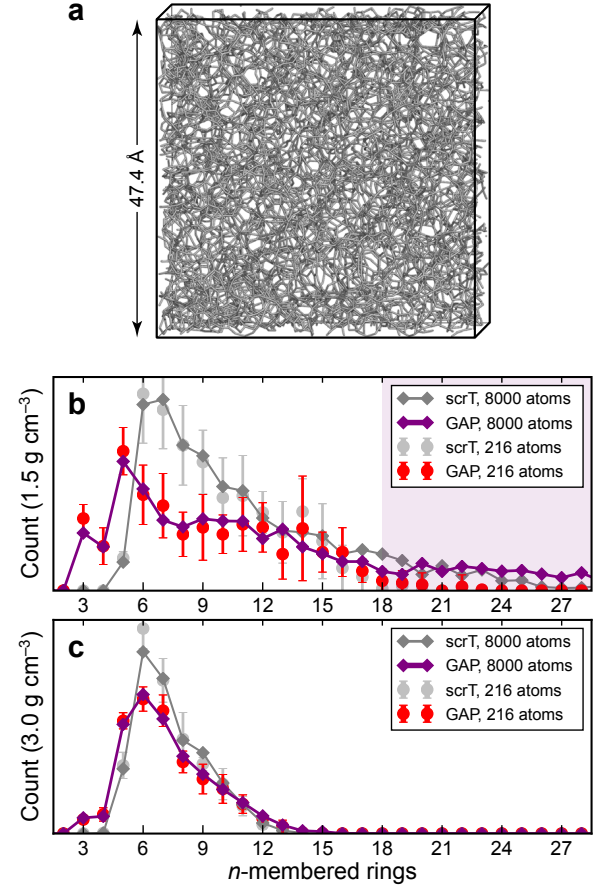 a
47.4 Å
b
Count (1.5 g cm⁻³)
scrT, 8000 atoms
GAP, 8000 atoms
scrT, 216 atoms
GAP, 216 atoms
3 6 9 12 15 18 21 24 27
c
Count (3.0 g cm⁻³)
scrT, 8000 atoms
GAP, 8000 atoms
scrT, 216 atoms
GAP, 216 atoms
3 6 9 12 15 18 21 24 27
n-membered rings